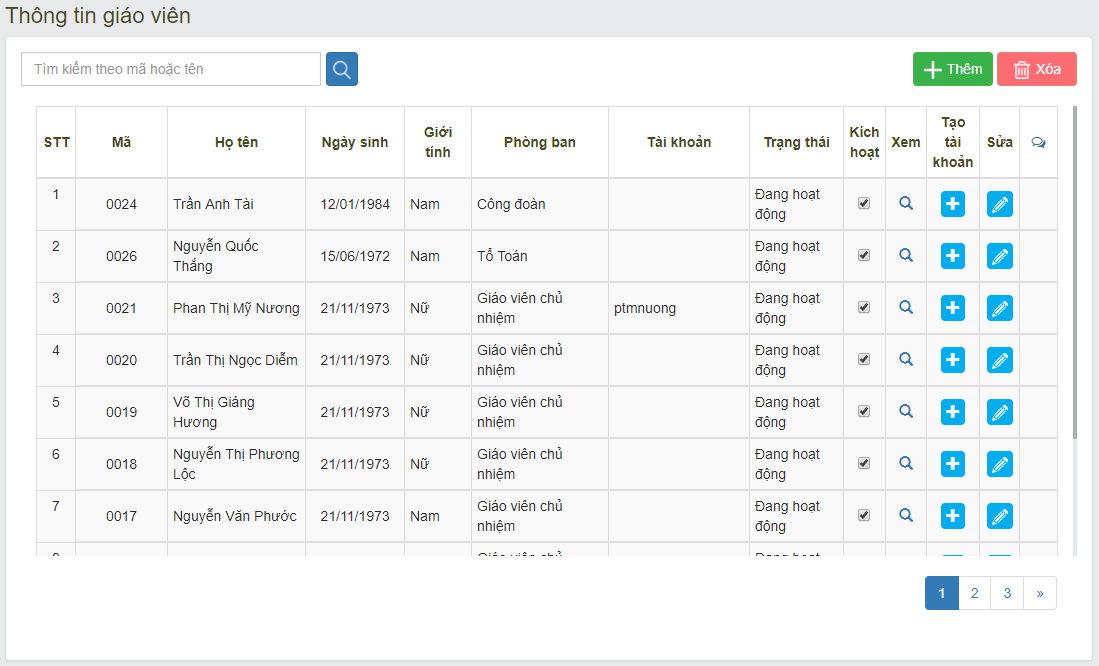 Thông tin giáo viên
Tìm kiếm theo mã hoặc tên
Thêm
Xóa
STT Mã Họ tên Ngày sinh Giới tính Phòng ban Tài khoản Trạng thái Kích hoạt Xem Tạo tài khoản Sửa
1 0024 Trần Anh Tài 12/01/1984 Nam Công đoàn Đang hoạt động
2 0026 Nguyễn Quốc Thắng 15/06/1972 Nam Tổ Toán Đang hoạt động
3 0021 Phan Thị Mỹ Nương 21/11/1973 Nữ Giáo viên chủ nhiệm ptmnuong Đang hoạt động
4 0020 Trần Thị Ngọc Diễm 21/11/1973 Nữ Giáo viên chủ nhiệm Đang hoạt động
5 0019 Võ Thị Giáng Hương 21/11/1973 Nữ Giáo viên chủ nhiệm Đang hoạt động
6 0018 Nguyễn Thị Phương Lộc 21/11/1973 Nữ Giáo viên chủ nhiệm Đang hoạt động
7 0017 Nguyễn Văn Phước 21/11/1973 Nam Giáo viên chủ nhiệm Đang hoạt động
1 2 3 »